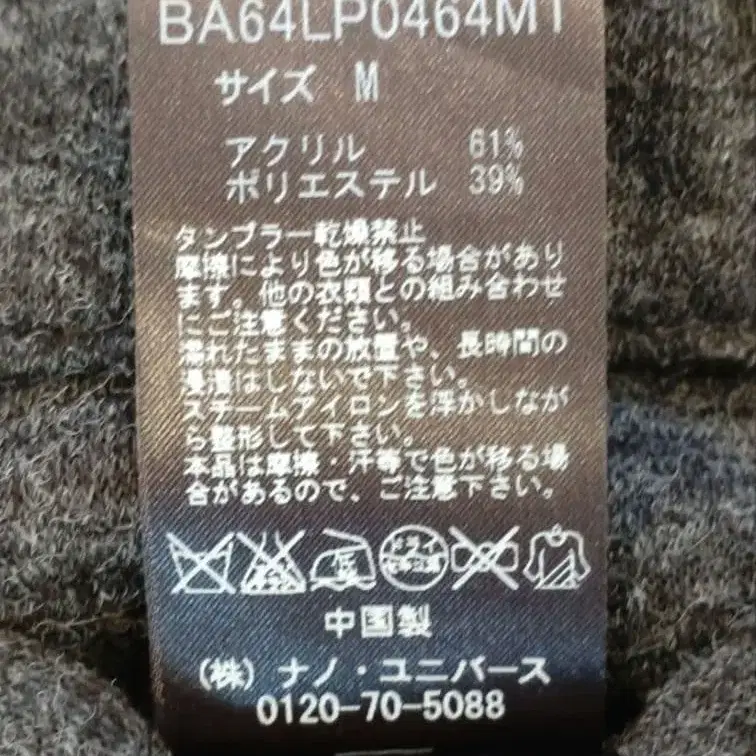 BA64LP0464M1
サイズ M
アクリル 61%
ポリエステル 39%
タンブラー乾燥禁止
摩擦により色が移る場合があり
ます。他の衣類との組み合わせ
にご注意ください。
濡れたままの放置や、長時間の
浸漬はしないで下さい。
スチームアイロンを浮かしなが
ら整形して下さい。
本品は摩擦・汗等で色が移る場
合があるので、ご注意下さい。
低
中国製
(株)ナノ・ユニバース
0120-70-5088